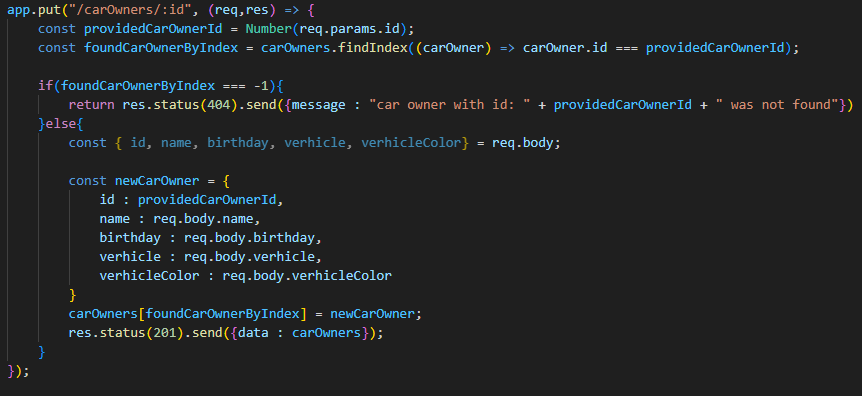 app.put("/carOwners/:id", (req,res) => {
    const providedCarOwnerId = Number(req.params.id);
    const foundCarOwnerByIndex = carOwners.findIndex((carOwner) => carOwner.id === providedCarOwnerId);

    if(foundCarOwnerByIndex === -1){
        return res.status(404).send({message : "car owner with id: " + providedCarOwnerId + " was not found"})
    }else{
        const { id, name, birthday, verhicle, verhicleColor} = req.body;

        const newCarOwner = {
            id : providedCarOwnerId,
            name : req.body.name,
            birthday : req.body.birthday,
            verhicle : req.body.verhicle,
            verhicleColor : req.body.verhicleColor
        }
        carOwners[foundCarOwnerByIndex] = newCarOwner;
        res.status(201).send({data : carOwners});
    }
});